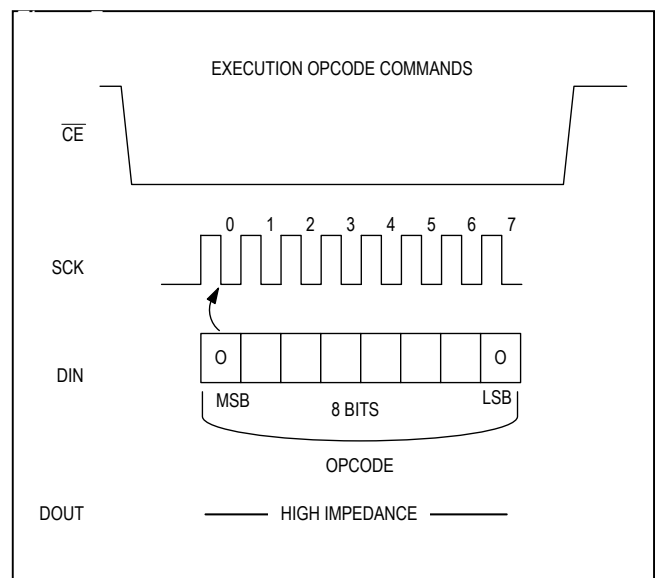 EXECUTION OPCODE COMMANDS
CE
0 1 2 3 4 5 6 7
SCK
O O
DIN
MSB 8 BITS LSB
OPCODE
DOUT HIGH IMPEDANCE